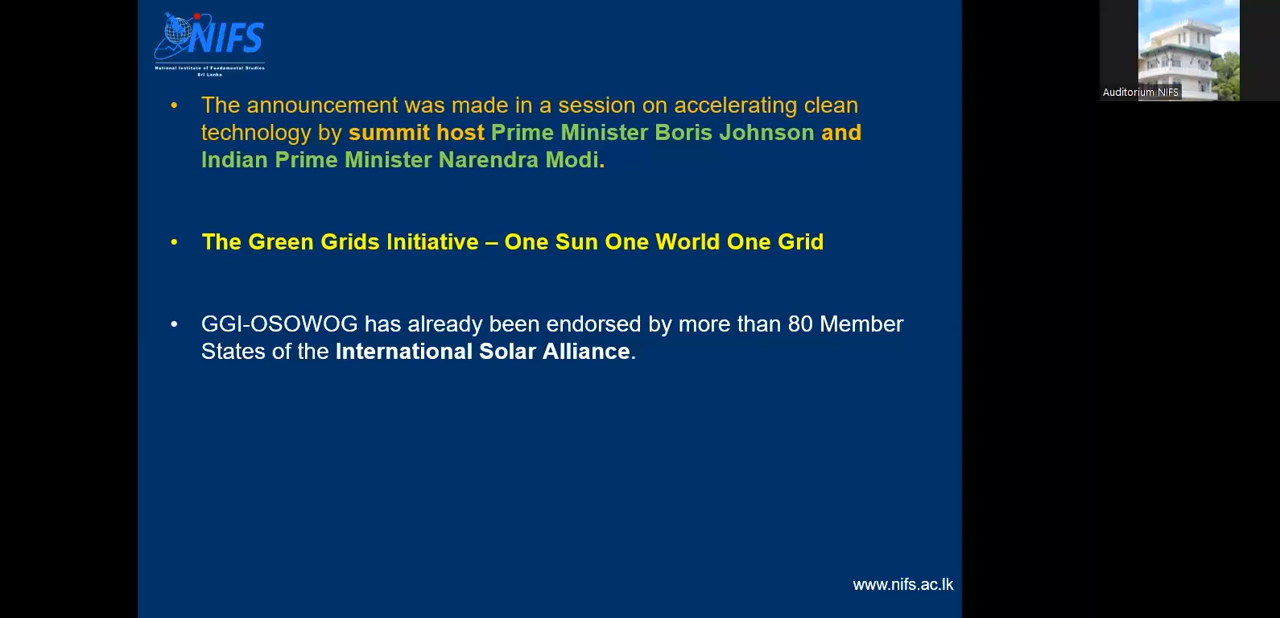 NIFS
National Institute of Fundamental Studies
Sri Lanka
Auditorium NIFS
• The announcement was made in a session on accelerating clean
technology by summit host Prime Minister Boris Johnson and
Indian Prime Minister Narendra Modi.
• The Green Grids Initiative – One Sun One World One Grid
• GGI-OSOWOG has already been endorsed by more than 80 Member
States of the International Solar Alliance.
www.nifs.ac.lk